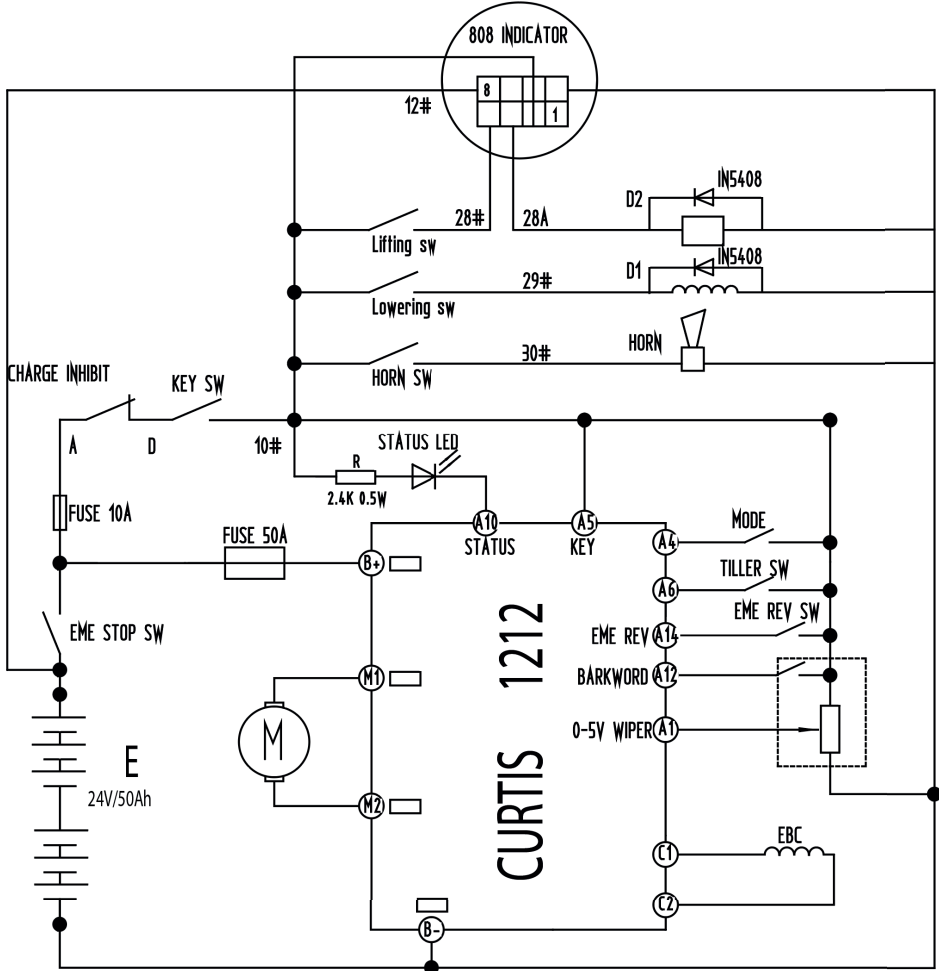 808 INDICATOR
8
1
12#
IN5408
D2
28#
28A
Lifting sw
IN5408
D1
29#
Lowering sw
HORN
30#
HORN SW
CHARGE INHIBIT
KEY SW
A
D
10#
STATUS LED
R
2.4K 0.5W
FUSE 10A
FUSE 50A
A10
A5
STATUS
KEY
MODE
A4
B+
TILLER SW
A6
EME REV SW
EME STOP SW
EME REV
A14
BARKWORD
A12
M1
0-5V WIPER
A1
M
CURTIS 1212
E
24V/50Ah
M2
EBC
C1
C2
B-